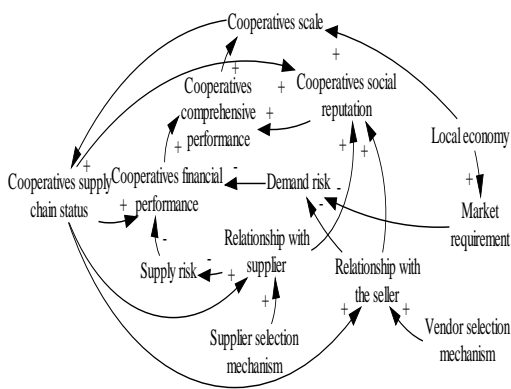 Cooperatives scale
+
Cooperatives
comprehensive
performance
+
+
Cooperatives social
reputation
+
+
Local economy
+
Cooperatives supply
chain status
+
Cooperatives financial
performance
+
-
Demand risk
-
-
+
+
Market
requirement
+
-
Supply risk
-
+
Relationship with
supplier
Relationship with
the seller
+
+
+
Supplier selection
mechanism
Vendor selection
mechanism